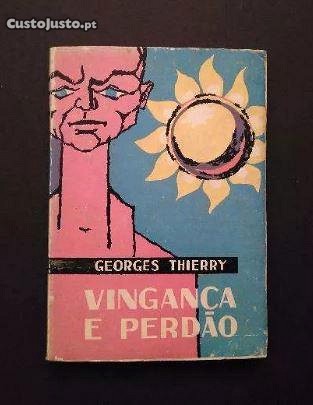 CustoJusto.pt
GEORGES THIERRY
VINGANÇA
E PERDÃO